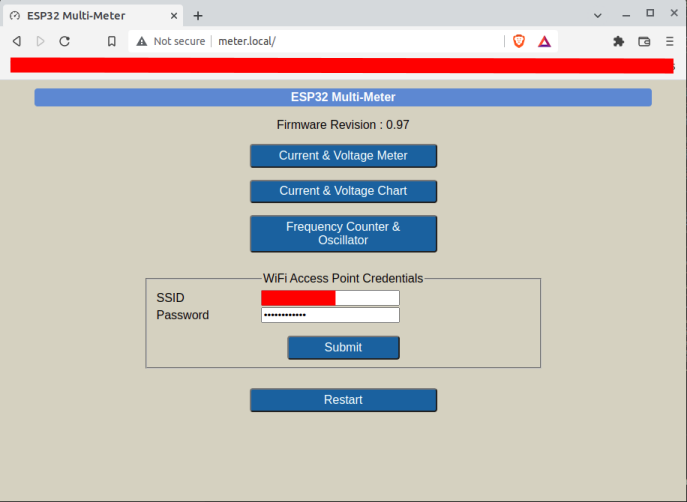 ESP32 Multi-Meter
Not secure meter.local/
ESP32 Multi-Meter
Firmware Revision : 0.97
Current & Voltage Meter
Current & Voltage Chart
Frequency Counter &
Oscillator
WiFi Access Point Credentials
SSID
Password ••••••••••••
Submit
Restart